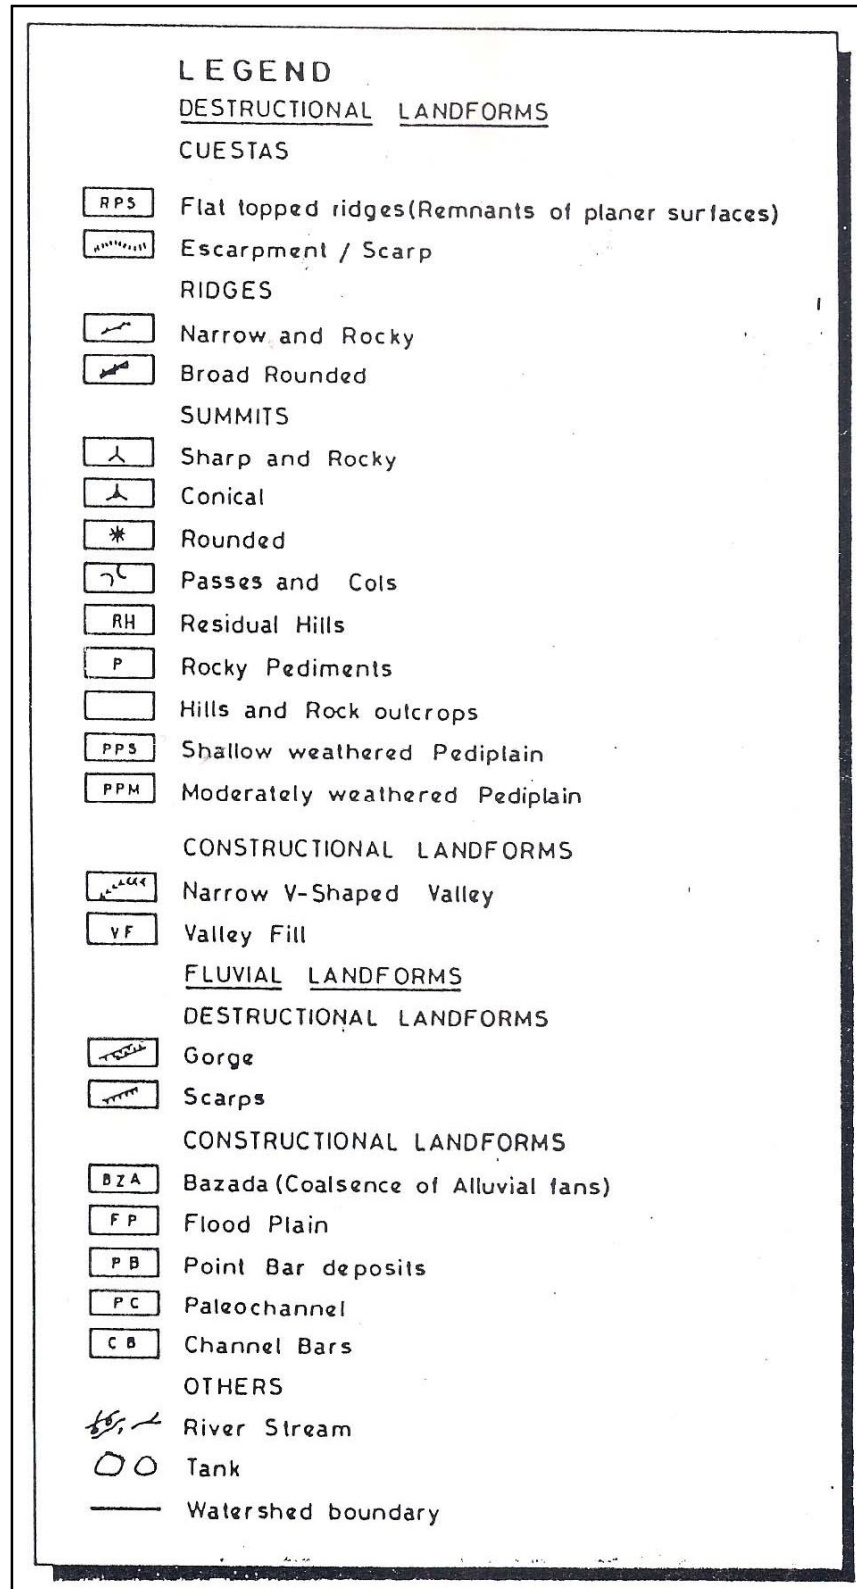 LEGEND
DESTRUCTIONAL LANDFORMS
CUESTAS
RPS Flat topped ridges(Remnants of planer surfaces)
Escarpment / Scarp
RIDGES
Narrow and Rocky
Broad Rounded
SUMMITS
Sharp and Rocky
Conical
Rounded
Passes and Cols
RH Residual Hills
P Rocky Pediments
Hills and Rock outcrops
PPS Shallow weathered Pediplain
PPM Moderately weathered Pediplain
CONSTRUCTIONAL LANDFORMS
Narrow V-Shaped Valley
VF Valley Fill
FLUVIAL LANDFORMS
DESTRUCTIONAL LANDFORMS
Gorge
Scarps
CONSTRUCTIONAL LANDFORMS
BZA Bazada (Coalsence of Alluvial fans)
FP Flood Plain
PB Point Bar deposits
PC Paleochannel
CB Channel Bars
OTHERS
River Stream
Tank
Watershed boundary